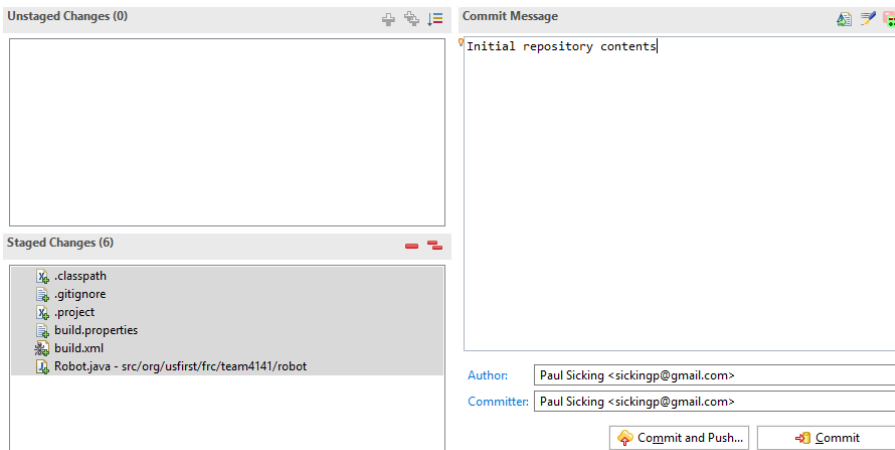 Unstaged Changes (0)
Staged Changes (6)
.classpath
.gitignore
.project
build.properties
build.xml
Robot.java - src/org/usfirst/frc/team4141/robot
Commit Message
Initial repository contents
Author: Paul Sicking <sickingp@gmail.com>
Committer: Paul Sicking <sickingp@gmail.com>
Commit and Push...
Commit